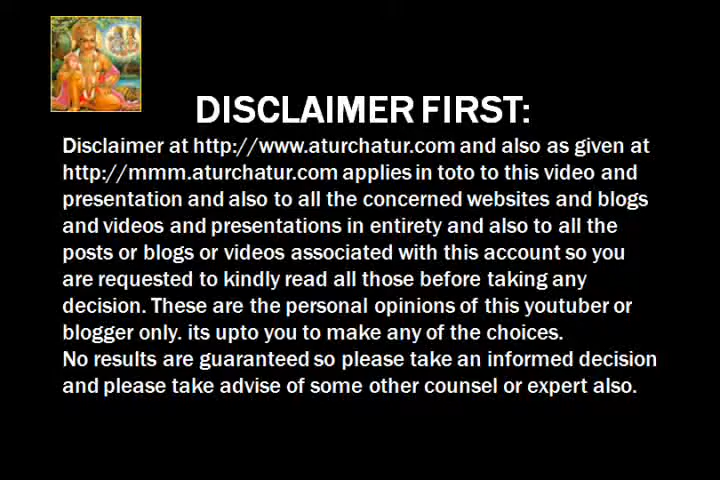 DISCLAIMER FIRST:
Disclaimer at http://www.aturchatur.com and also as given at
http://mmm.aturchatur.com applies in toto to this video and
presentation and also to all the concerned websites and blogs
and videos and presentations in entirety and also to all the
posts or blogs or videos associated with this account so you
are requested to kindly read all those before taking any
decision. These are the personal opinions of this youtuber or
blogger only. its upto you to make any of the choices.
No results are guaranteed so please take an informed decision
and please take advise of some other counsel or expert also.